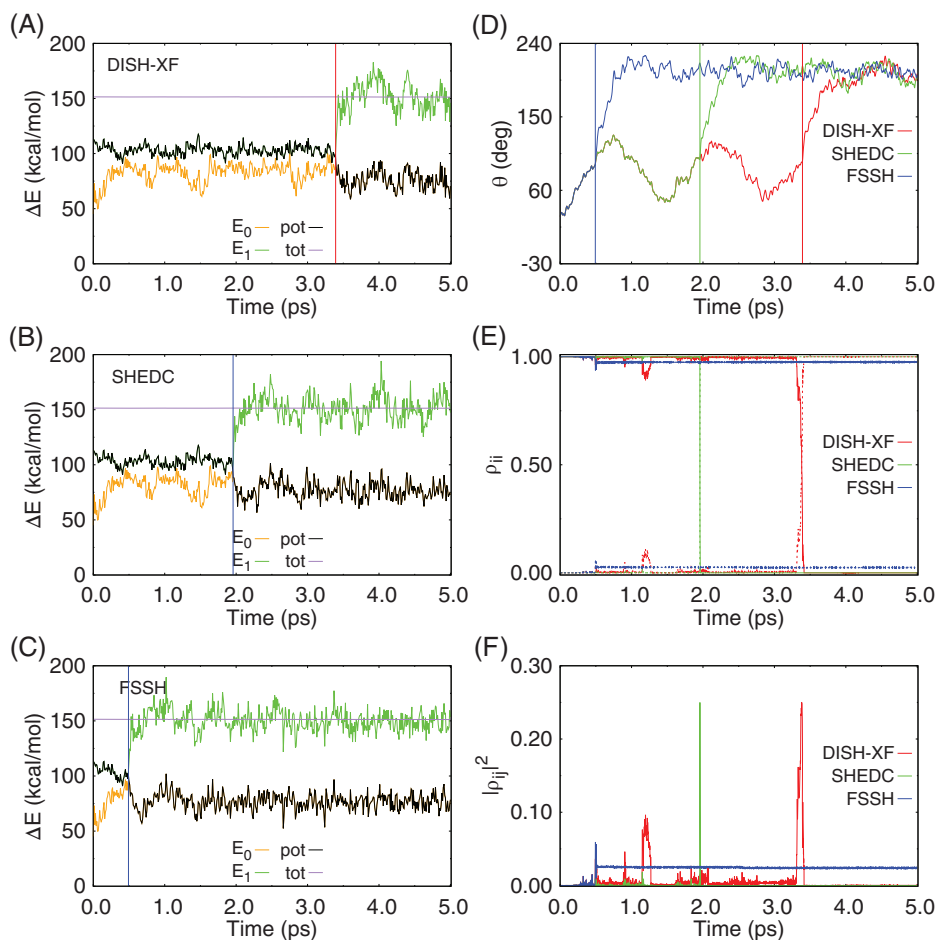 (A)
200
150
100
50
0
ΔE (kcal/mol)
DISH-XF
E0 pot
E1 tot
0.0 1.0 2.0 3.0 4.0 5.0
Time (ps)
(D)
240
150
60
-30
θ (deg)
DISH-XF
SHEDC
FSSH
0.0 1.0 2.0 3.0 4.0 5.0
Time (ps)
(B)
200
150
100
50
0
ΔE (kcal/mol)
SHEDC
E0 pot
E1 tot
0.0 1.0 2.0 3.0 4.0 5.0
Time (ps)
(E)
1.00
0.50
0.00
ρii
DISH-XF
SHEDC
FSSH
0.0 1.0 2.0 3.0 4.0 5.0
Time (ps)
(C)
200
150
100
50
0
ΔE (kcal/mol)
FSSH
E0 pot
E1 tot
0.0 1.0 2.0 3.0 4.0 5.0
Time (ps)
(F)
0.30
0.20
0.10
0.00
|ρij|2
DISH-XF
SHEDC
FSSH
0.0 1.0 2.0 3.0 4.0 5.0
Time (ps)